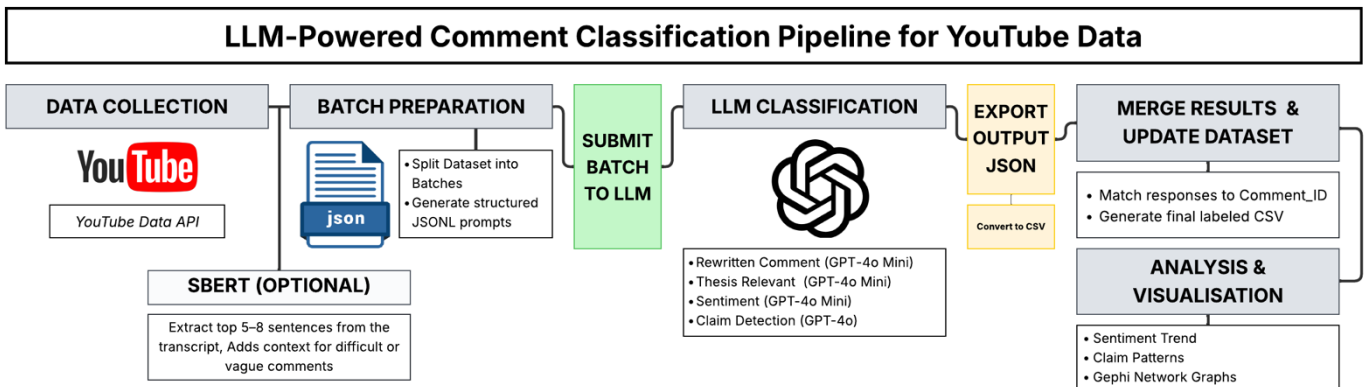 LLM-Powered Comment Classification Pipeline for YouTube Data
DATA COLLECTION
YouTube
YouTube Data API
SBERT (OPTIONAL)
Extract top 5–8 sentences from the
transcript, Adds context for difficult or
vague comments
BATCH PREPARATION
json
• Split Dataset into
Batches
• Generate structured
JSONL prompts
SUBMIT
BATCH
TO LLM
LLM CLASSIFICATION
• Rewritten Comment (GPT-4o Mini)
• Thesis Relevant (GPT-4o Mini)
• Sentiment (GPT-4o Mini)
• Claim Detection (GPT-4o)
EXPORT
OUTPUT
JSON
Convert to CSV
MERGE RESULTS &
UPDATE DATASET
• Match responses to Comment_ID
• Generate final labeled CSV
ANALYSIS &
VISUALISATION
• Sentiment Trend
• Claim Patterns
• Gephi Network Graphs